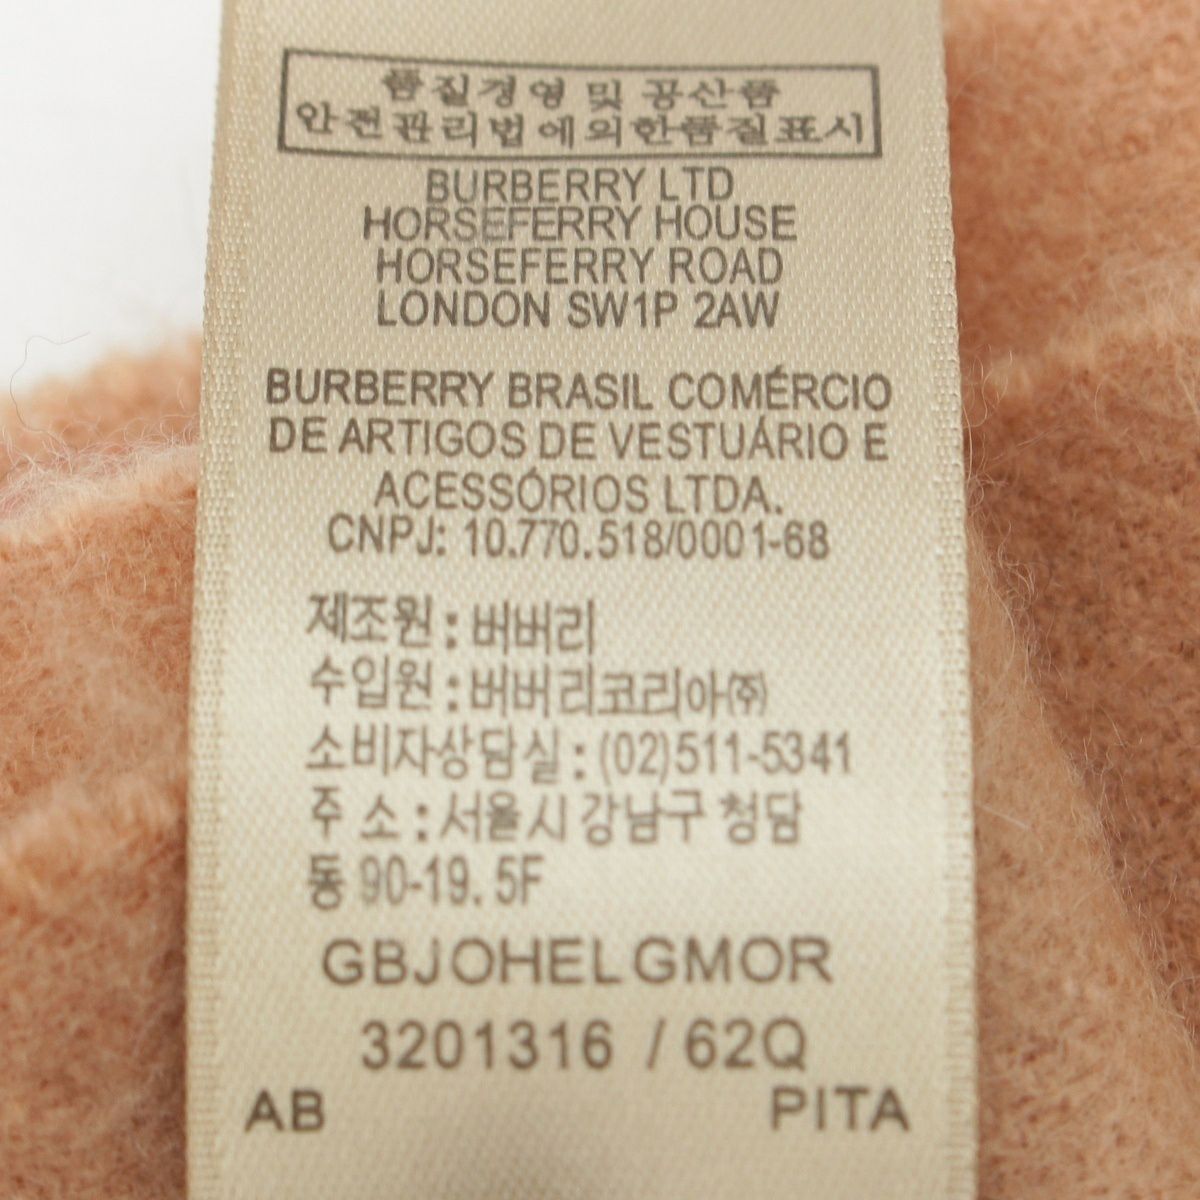 품질경영 및 공산품
안전관리법에의한품질표시
BURBERRY LTD
HORSEFERRY HOUSE
HORSEFERRY ROAD
LONDON SW1P 2AW
BURBERRY BRASIL COMÉRCIO
DE ARTIGOS DE VESTUÁRIO E
ACESSÓRIOS LTDA.
CNPJ: 10.770.518/0001-68
제조원 : 버버리
수입원 : 버버리코리아(주)
소비자상담실 : (02)511-5341
주 소 : 서울시 강남구 청담
동 90-19. 5F
GBJOHELGMOR
3201316 / 62Q
AB PITA